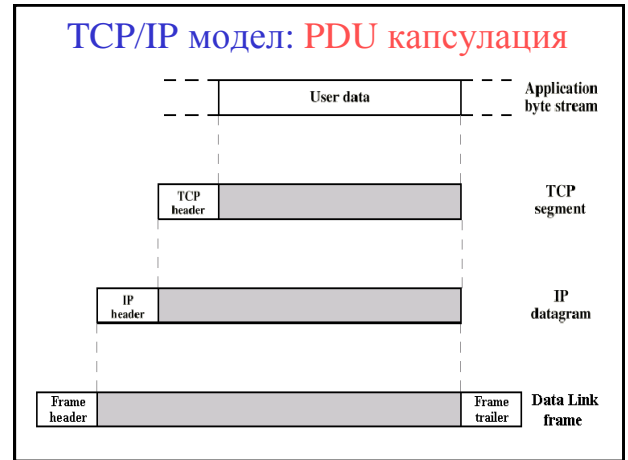 TCP/IP модел: PDU капсулация
User data
Application
byte stream
TCP
header
TCP
segment
IP
header
IP
datagram
Frame
header
Frame
trailer
Data Link
frame